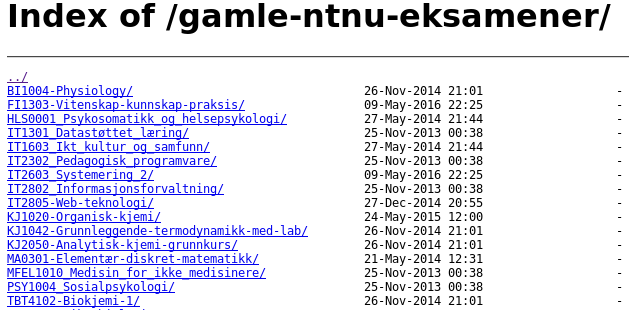 Index of /gamle-ntnu-eksamener/
../
BI1004-Physiology/ 26-Nov-2014 21:01 -
FI1303-Vitenskap-kunnskap-praksis/ 09-May-2016 22:25 -
HLS0001_Psykosomatikk_og_helsepsykologi/ 27-May-2014 21:44 -
IT1301_Datastøttet_læring/ 25-Nov-2013 00:38 -
IT1603_Ikt_kultur_og_samfunn/ 27-May-2014 21:44 -
IT2302_Pedagogisk_programvare/ 25-Nov-2013 00:38 -
IT2603_Systemering_2/ 09-May-2016 22:25 -
IT2802_Informasjonsforvaltning/ 25-Nov-2013 00:38 -
IT2805-Web-teknologi/ 27-Dec-2014 20:55 -
KJ1020-Organisk-kjemi/ 24-May-2015 12:00 -
KJ1042-Grunnleggende-termodynamikk-med-lab/ 26-Nov-2014 21:01 -
KJ2050-Analytisk-kjemi-grunnkurs/ 26-Nov-2014 21:01 -
MA0301-Elementær-diskret-matematikk/ 21-May-2014 12:31 -
MFEL1010_Medisin_for_ikke_medisinere/ 25-Nov-2013 00:38 -
PSY1004_Sosialpsykologi/ 25-Nov-2013 00:38 -
TBT4102-Biokjemi-1/ 26-Nov-2014 21:01 -